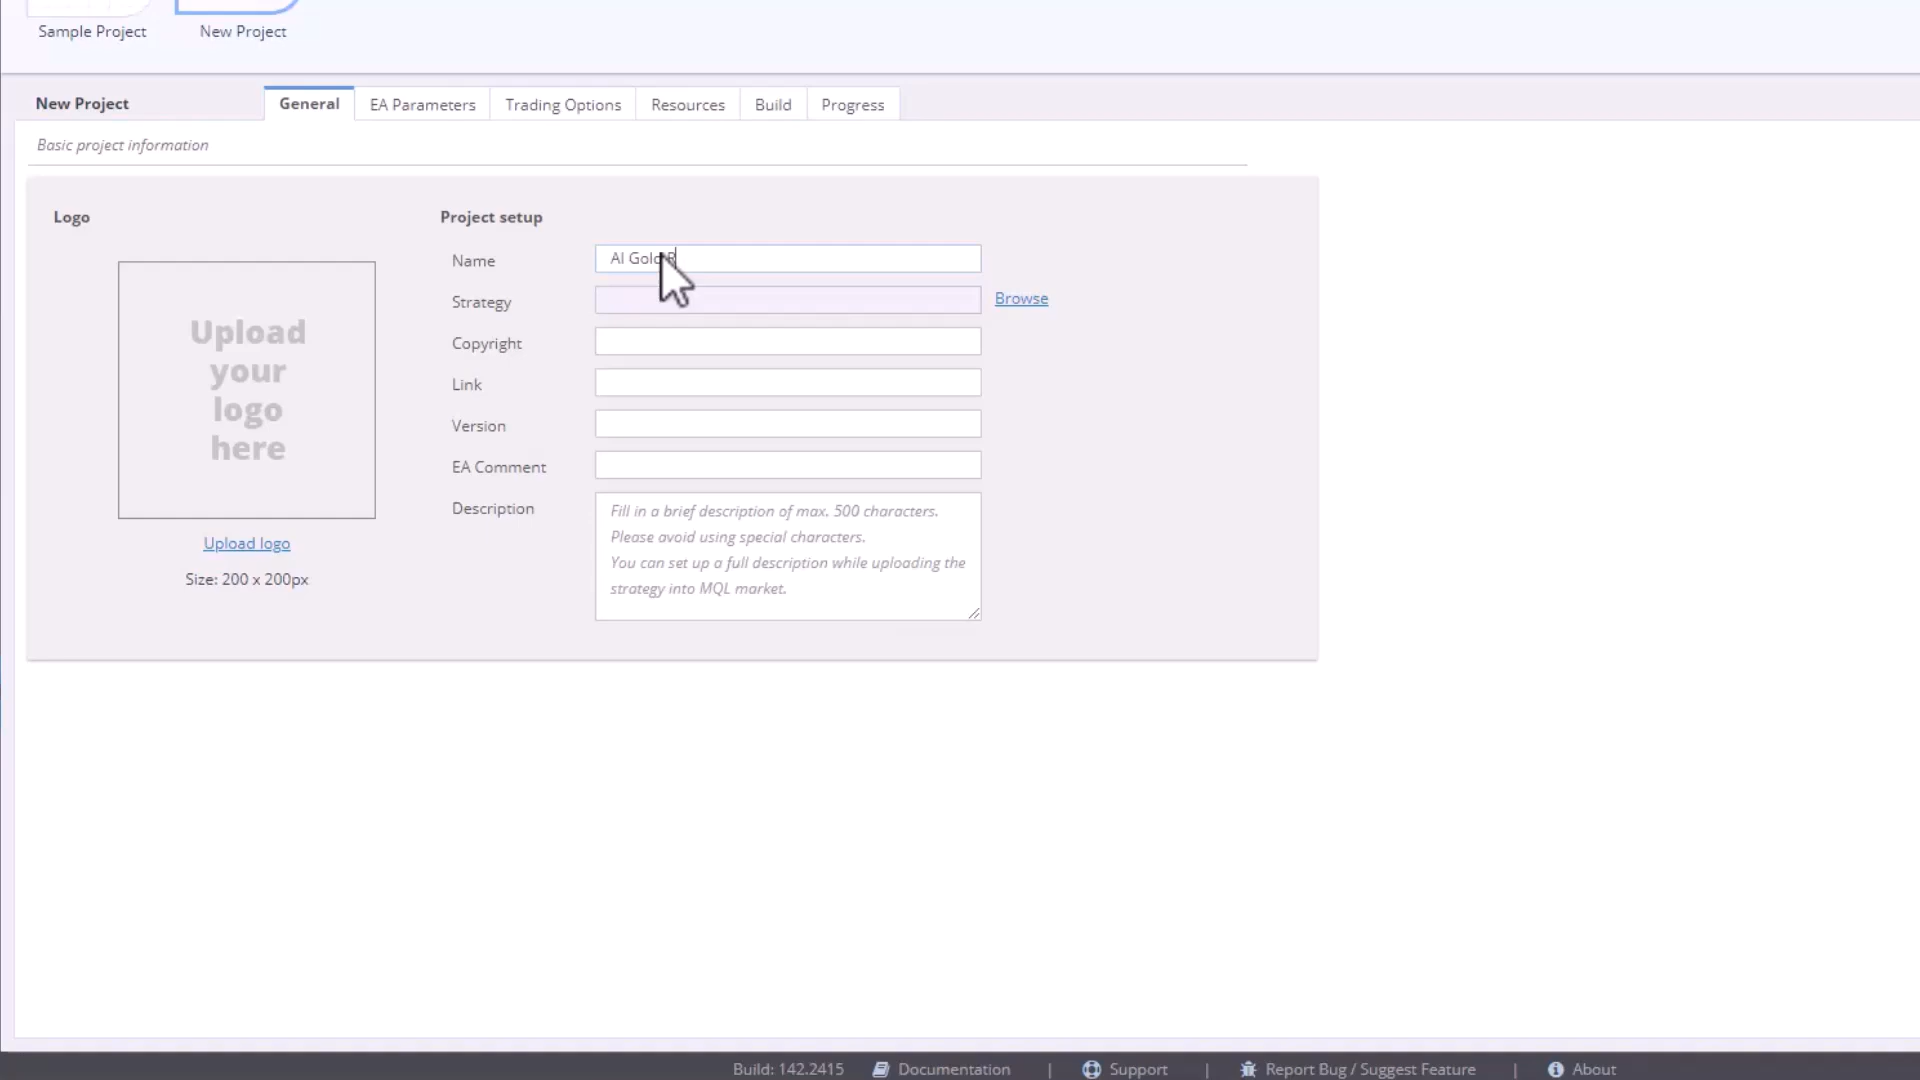 Sample Project
New Project
New Project
General
EA Parameters
Trading Options
Resources
Build
Progress
Basic project information
Logo
Project setup
Name
AI Gold R
Strategy
Browse
Copyright
Link
Version
EA Comment
Description
Fill in a brief description of max. 500 characters.
Please avoid using special characters.
You can set up a full description while uploading the
strategy into MQL market.
Upload
your
logo
here
Upload logo
Size: 200 x 200px
Build: 142.2415
Documentation
|
Support
|
Report Bug / Suggest Feature
|
About